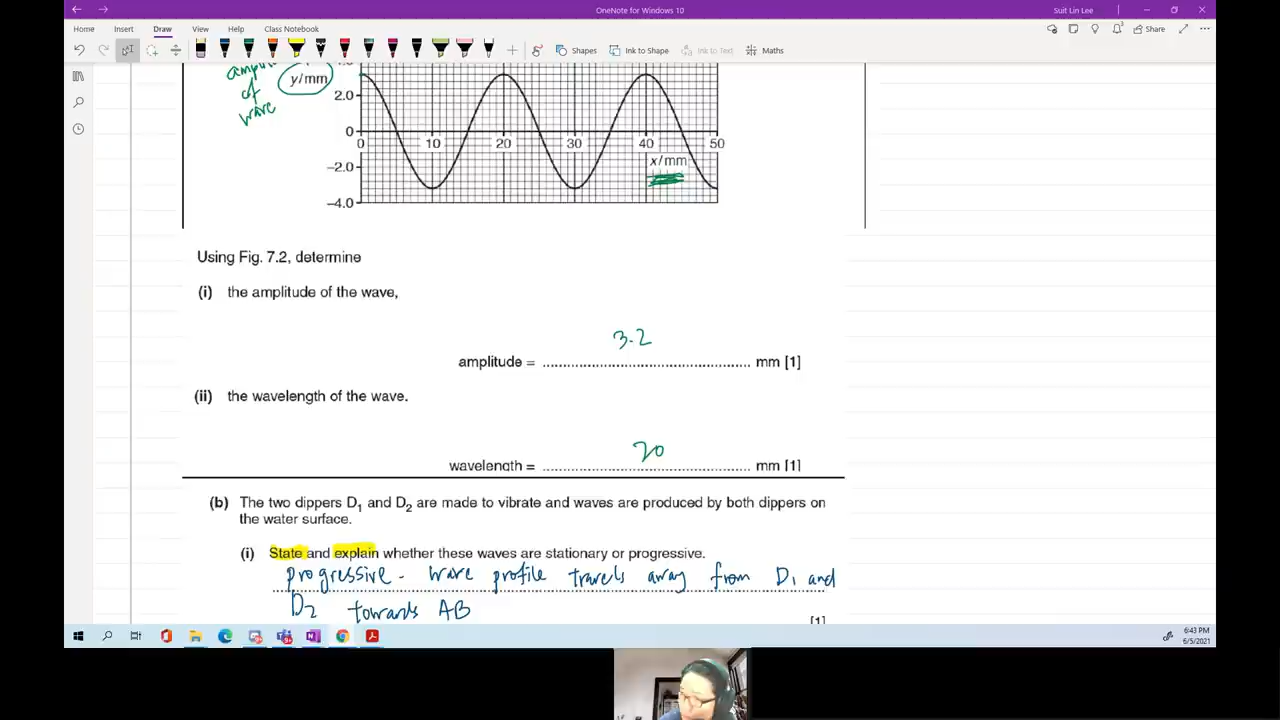 OneNote for Windows 10
Suit Lin Lee
Home Insert Draw View Help Class Notebook
Share
Shapes Ink to Shape Ink to Text Maths
of
wave
y/mm
2.0
0
0 10 20 30 40 50
x/mm
−2.0
−4.0
Using Fig. 7.2, determine
(i) the amplitude of the wave,
3.2
amplitude = .................................................. mm [1]
(ii) the wavelength of the wave.
20
wavelength = .................................................. mm [1]
(b) The two dippers D1 and D2 are made to vibrate and waves are produced by both dippers on
the water surface.
(i) State and explain whether these waves are stationary or progressive.
progressive. wave profile travels away from D1 and
D2 towards AB
[1]
6:43 PM
6/5/2021